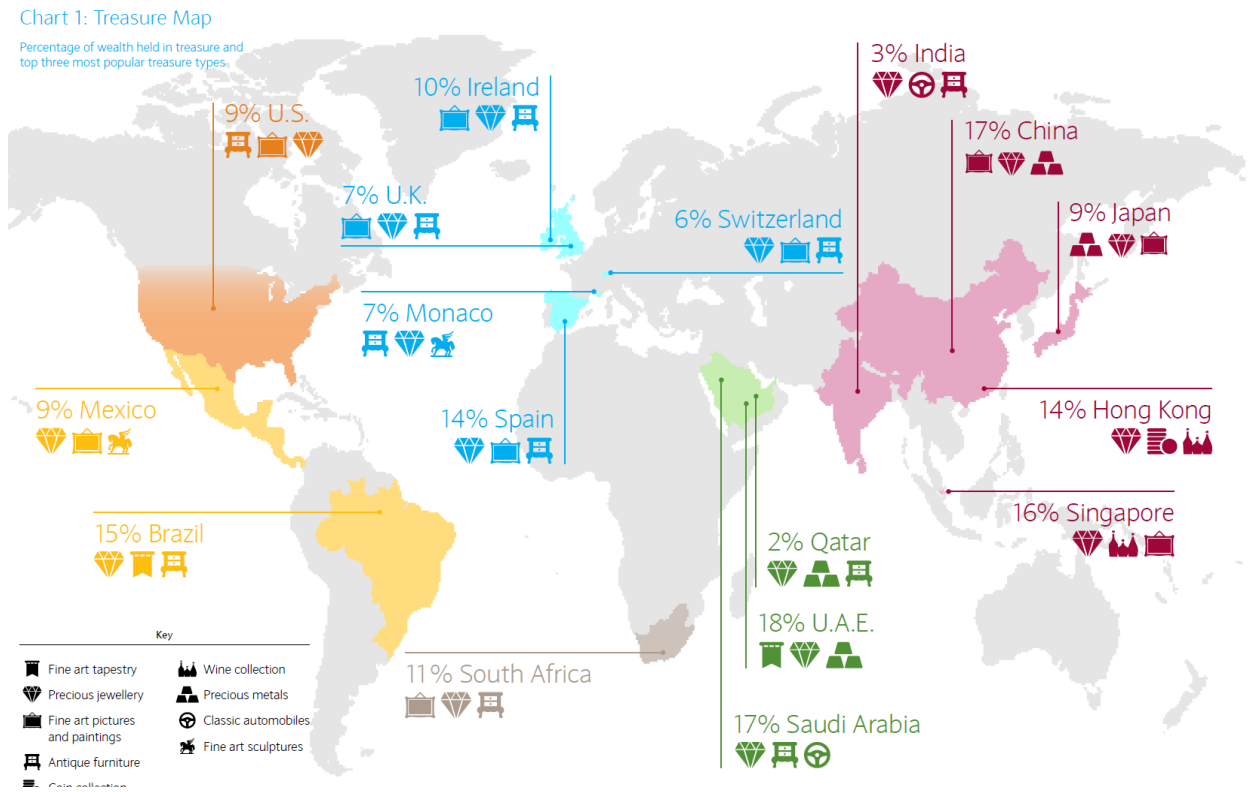 Chart 1: Treasure Map
Percentage of wealth held in treasure and
top three most popular treasure types
3% India
10% Ireland
9% U.S.
17% China
7% U.K.
6% Switzerland
9% Japan
7% Monaco
9% Mexico
14% Spain
14% Hong Kong
15% Brazil
16% Singapore
2% Qatar
18% U.A.E.
11% South Africa
17% Saudi Arabia
Key
Fine art tapestry
Wine collection
Precious jewellery
Precious metals
Fine art pictures
and paintings
Classic automobiles
Fine art sculptures
Antique furniture
Coin collection